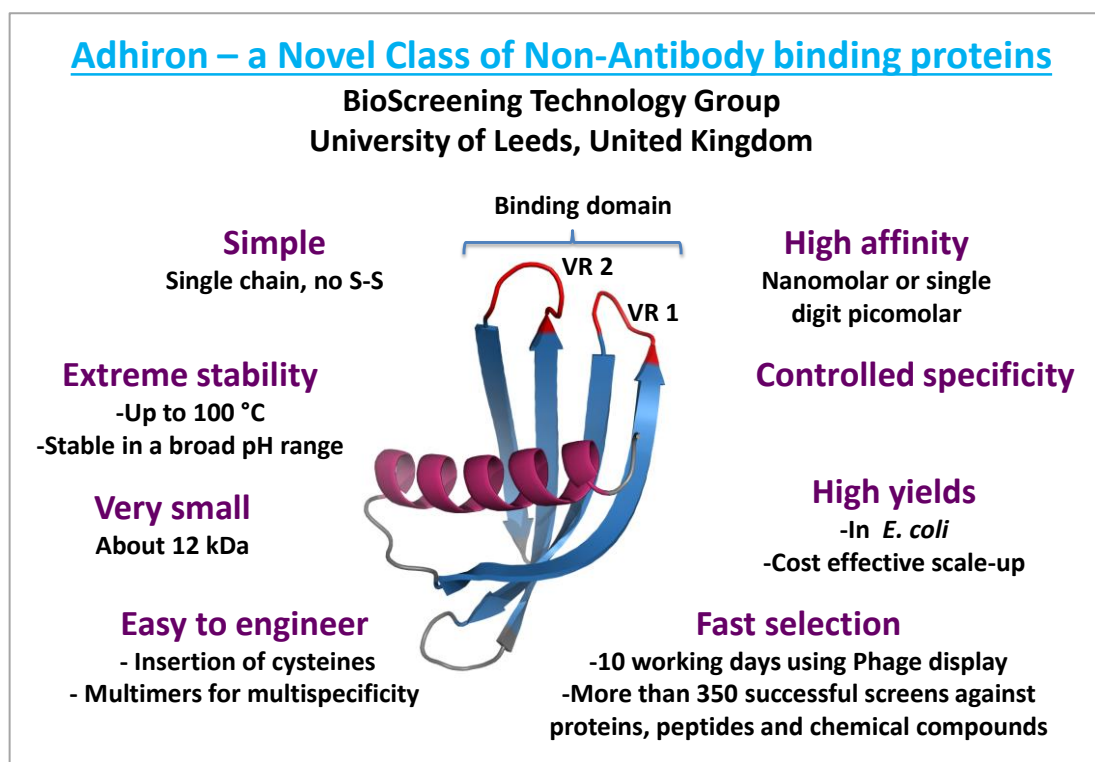 Adhiron – a Novel Class of Non-Antibody binding proteins
BioScreening Technology Group
University of Leeds, United Kingdom
Binding domain
VR 2
VR 1
Simple
Single chain, no S-S
High affinity
Nanomolar or single
digit picomolar
Extreme stability
-Up to 100 °C
-Stable in a broad pH range
Controlled specificity
Very small
About 12 kDa
High yields
-In E. coli
-Cost effective scale-up
Easy to engineer
- Insertion of cysteines
- Multimers for multispecificity
Fast selection
-10 working days using Phage display
-More than 350 successful screens against
proteins, peptides and chemical compounds